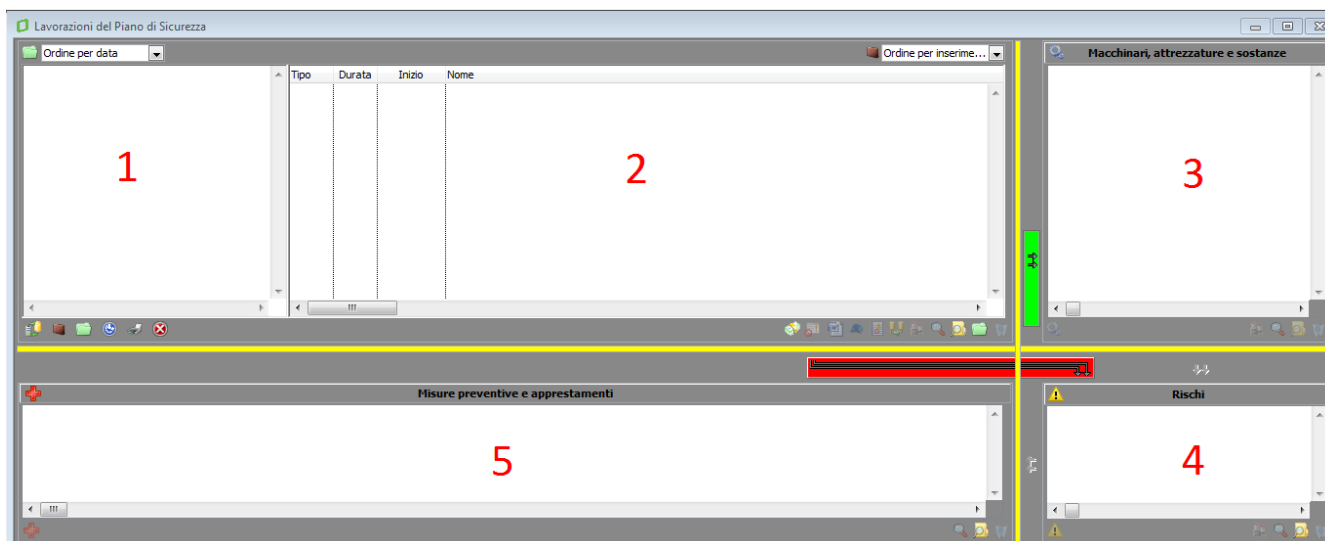 Lavorazioni del Piano di Sicurezza
Ordine per data
Ordine per inserime...
Macchinari, attrezzature e sostanze
Tipo Durata Inizio Nome
1
2
3
Misure preventive e apprestamenti
Rischi
5
4